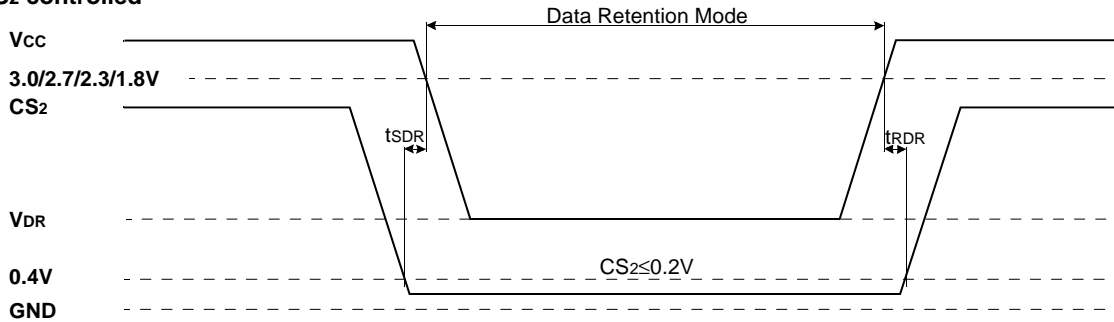 controlled
Data Retention Mode
VCC
3.0/2.7/2.3/1.8V
CS2
tSDR
tRDR
VDR
CS2≤0.2V
0.4V
GND